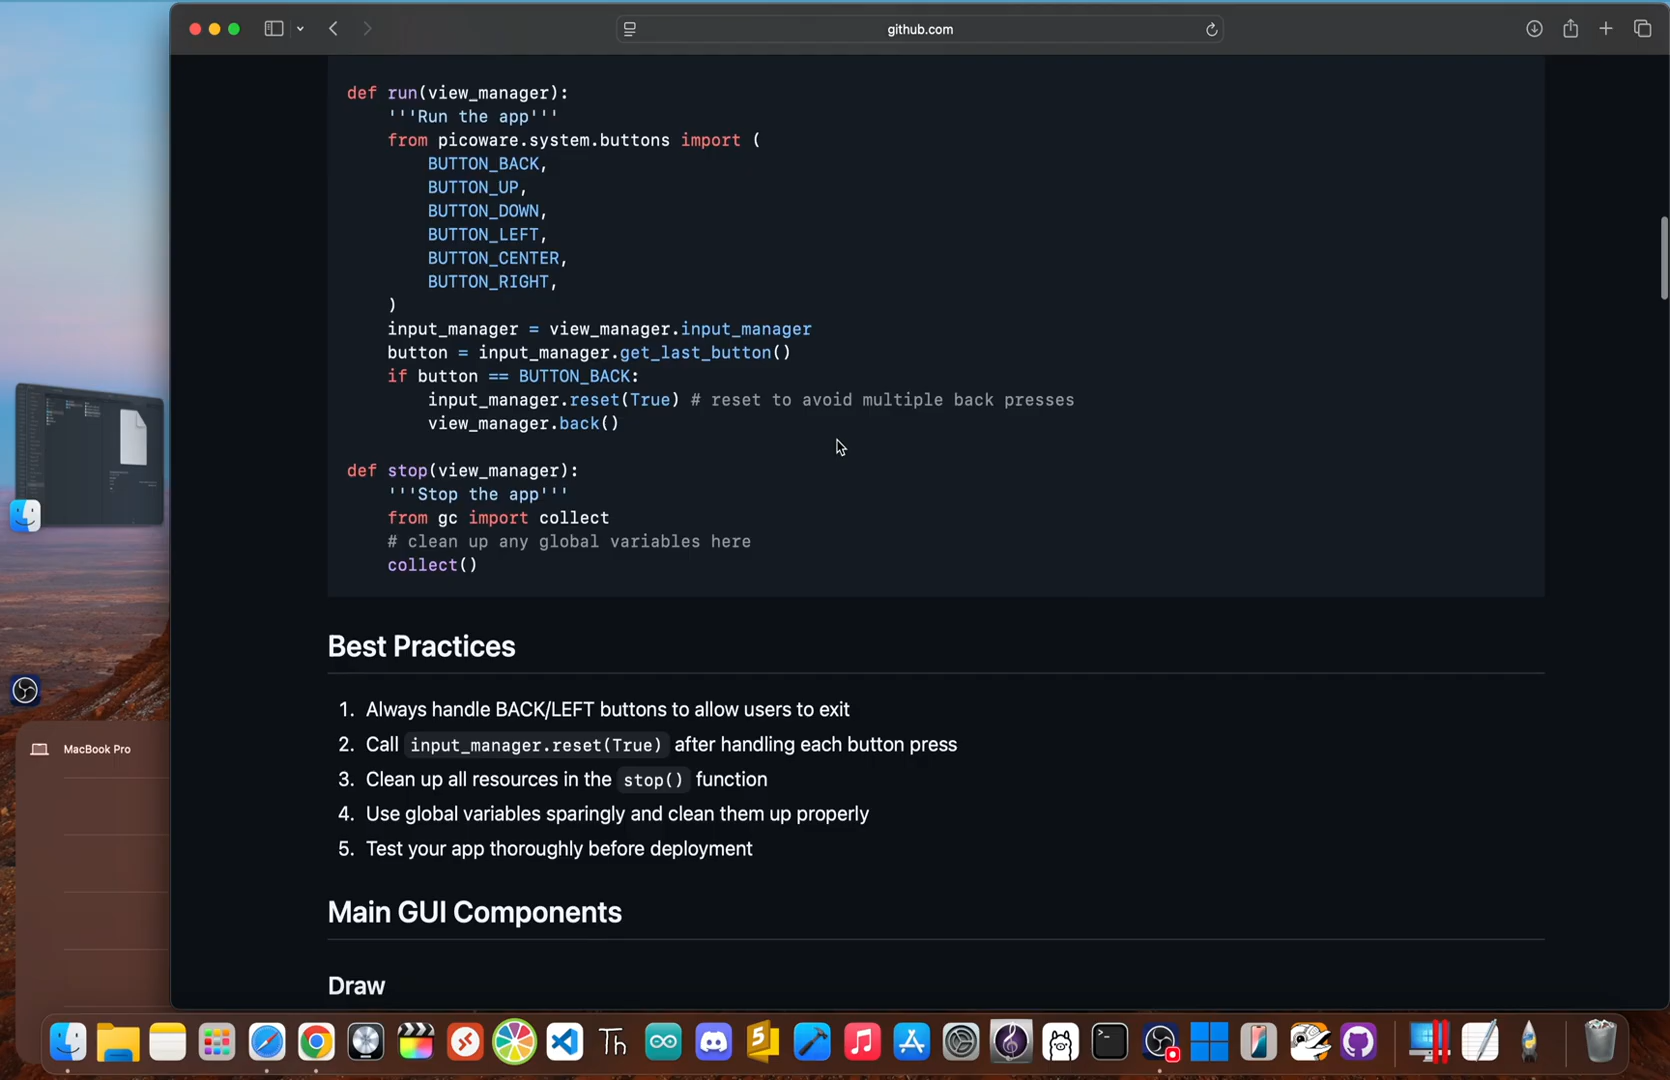 github.com
def run(view_manager):
'''Run the app'''
from picoware.system.buttons import (
BUTTON_BACK,
BUTTON_UP,
BUTTON_DOWN,
BUTTON_LEFT,
BUTTON_CENTER,
BUTTON_RIGHT,
)
input_manager = view_manager.input_manager
button = input_manager.get_last_button()
if button == BUTTON_BACK:
input_manager.reset(True) # reset to avoid multiple back presses
view_manager.back()
def stop(view_manager):
'''Stop the app'''
from gc import collect
# clean up any global variables here
collect()
Best Practices
1. Always handle BACK/LEFT buttons to allow users to exit
2. Call input_manager.reset(True) after handling each button press
3. Clean up all resources in the stop() function
4. Use global variables sparingly and clean them up properly
5. Test your app thoroughly before deployment
Main GUI Components
Draw
MacBook Pro
Th
5
>_